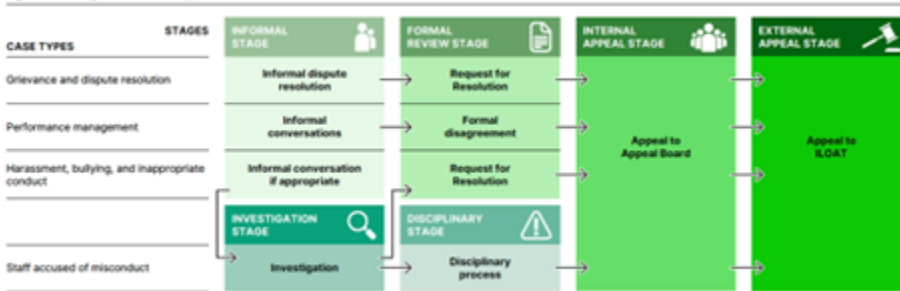 STAGES
CASE TYPES
INFORMAL
STAGE
FORMAL
REVIEW STAGE
INTERNAL
APPEAL STAGE
EXTERNAL
APPEAL STAGE
Grievance and dispute resolution
Informal dispute
resolution
Request for
Resolution
Performance management
Informal
conversations
Formal
disagreement
Appeal to
Appeal Board
Appeal to
ILOAT
Harassment, bullying, and inappropriate
conduct
Informal conversation
if appropriate
Request for
Resolution
INVESTIGATION
STAGE
DISCIPLINARY
STAGE
Staff accused of misconduct
Investigation
Disciplinary
process